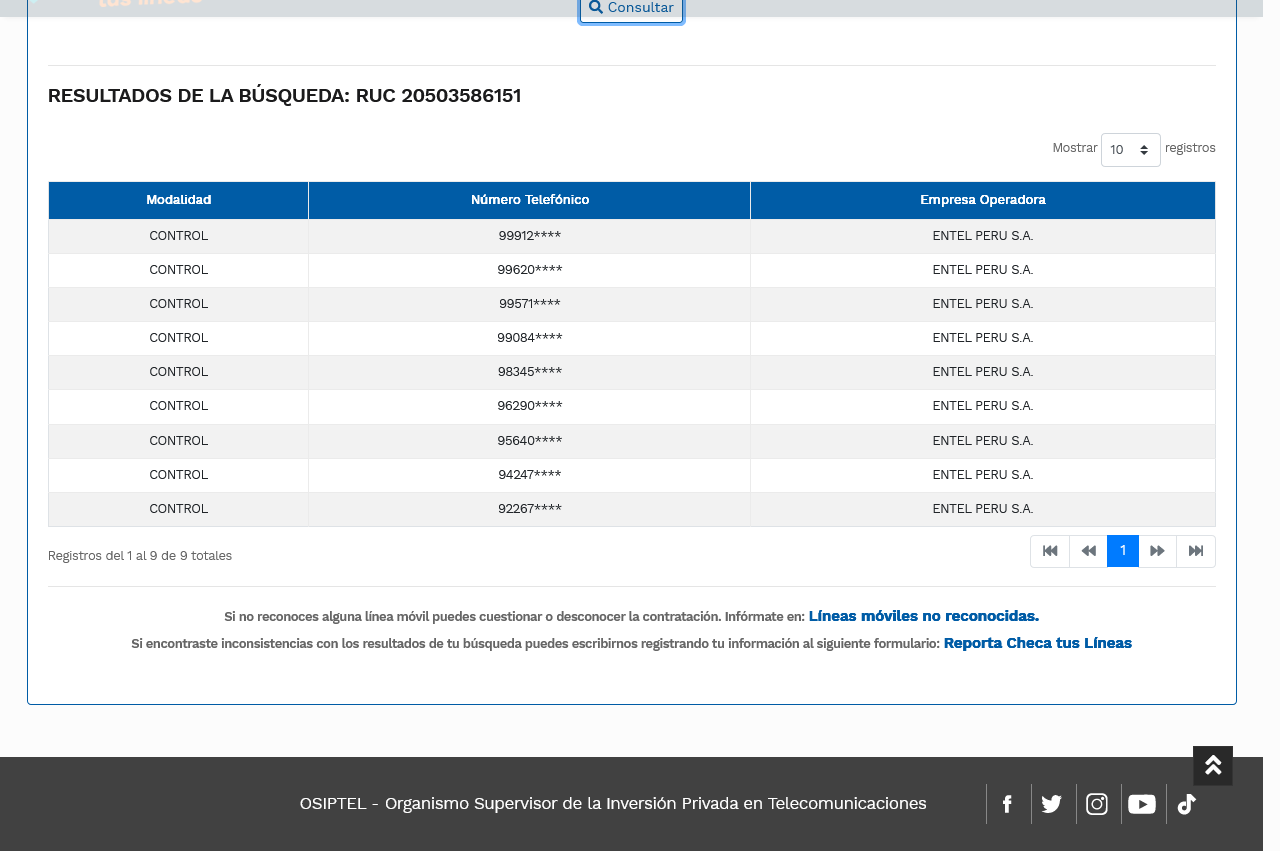 tus líneas
Consultar
RESULTADOS DE LA BÚSQUEDA: RUC 20503586151
Mostrar 10 registros
Modalidad Número Telefónico Empresa Operadora
CONTROL 99912**** ENTEL PERU S.A.
CONTROL 99620**** ENTEL PERU S.A.
CONTROL 99571**** ENTEL PERU S.A.
CONTROL 99084**** ENTEL PERU S.A.
CONTROL 98345**** ENTEL PERU S.A.
CONTROL 96290**** ENTEL PERU S.A.
CONTROL 95640**** ENTEL PERU S.A.
CONTROL 94247**** ENTEL PERU S.A.
CONTROL 92267**** ENTEL PERU S.A.
Registros del 1 al 9 de 9 totales 1
Si no reconoces alguna línea móvil puedes cuestionar o desconocer la contratación. Infórmate en: Líneas móviles no reconocidas.
Si encontraste inconsistencias con los resultados de tu búsqueda puedes escribirnos registrando tu información al siguiente formulario: Reporta Checa tus Líneas
OSIPTEL - Organismo Supervisor de la Inversión Privada en Telecomunicaciones